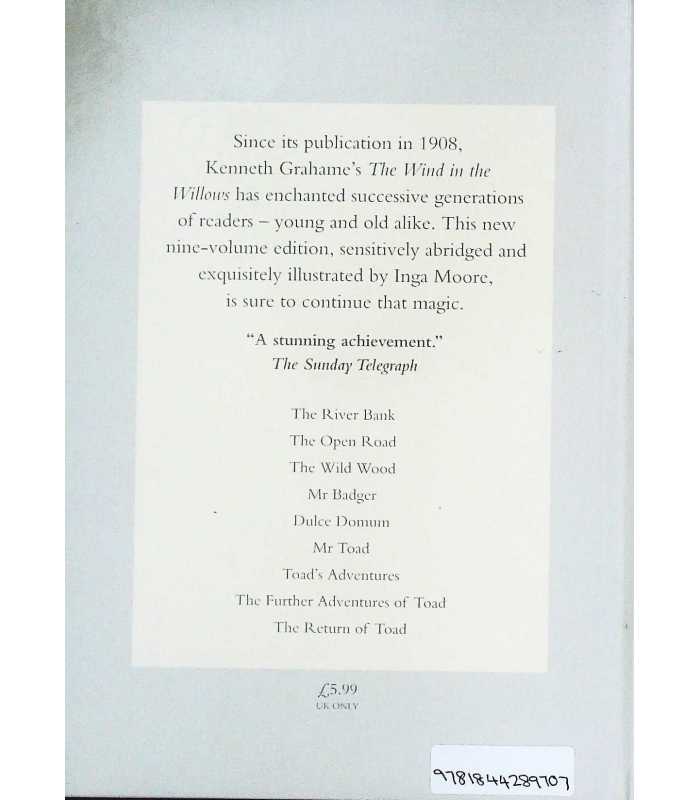 Since its publication in 1908,
Kenneth Grahame's The Wind in the
Willows has enchanted successive generations
of readers – young and old alike. This new
nine-volume edition, sensitively abridged and
exquisitely illustrated by Inga Moore,
is sure to continue that magic.
“A stunning achievement.”
The Sunday Telegraph
The River Bank
The Open Road
The Wild Wood
Mr Badger
Dulce Domum
Mr Toad
Toad's Adventures
The Further Adventures of Toad
The Return of Toad
£5.99
UK ONLY
9781844289707